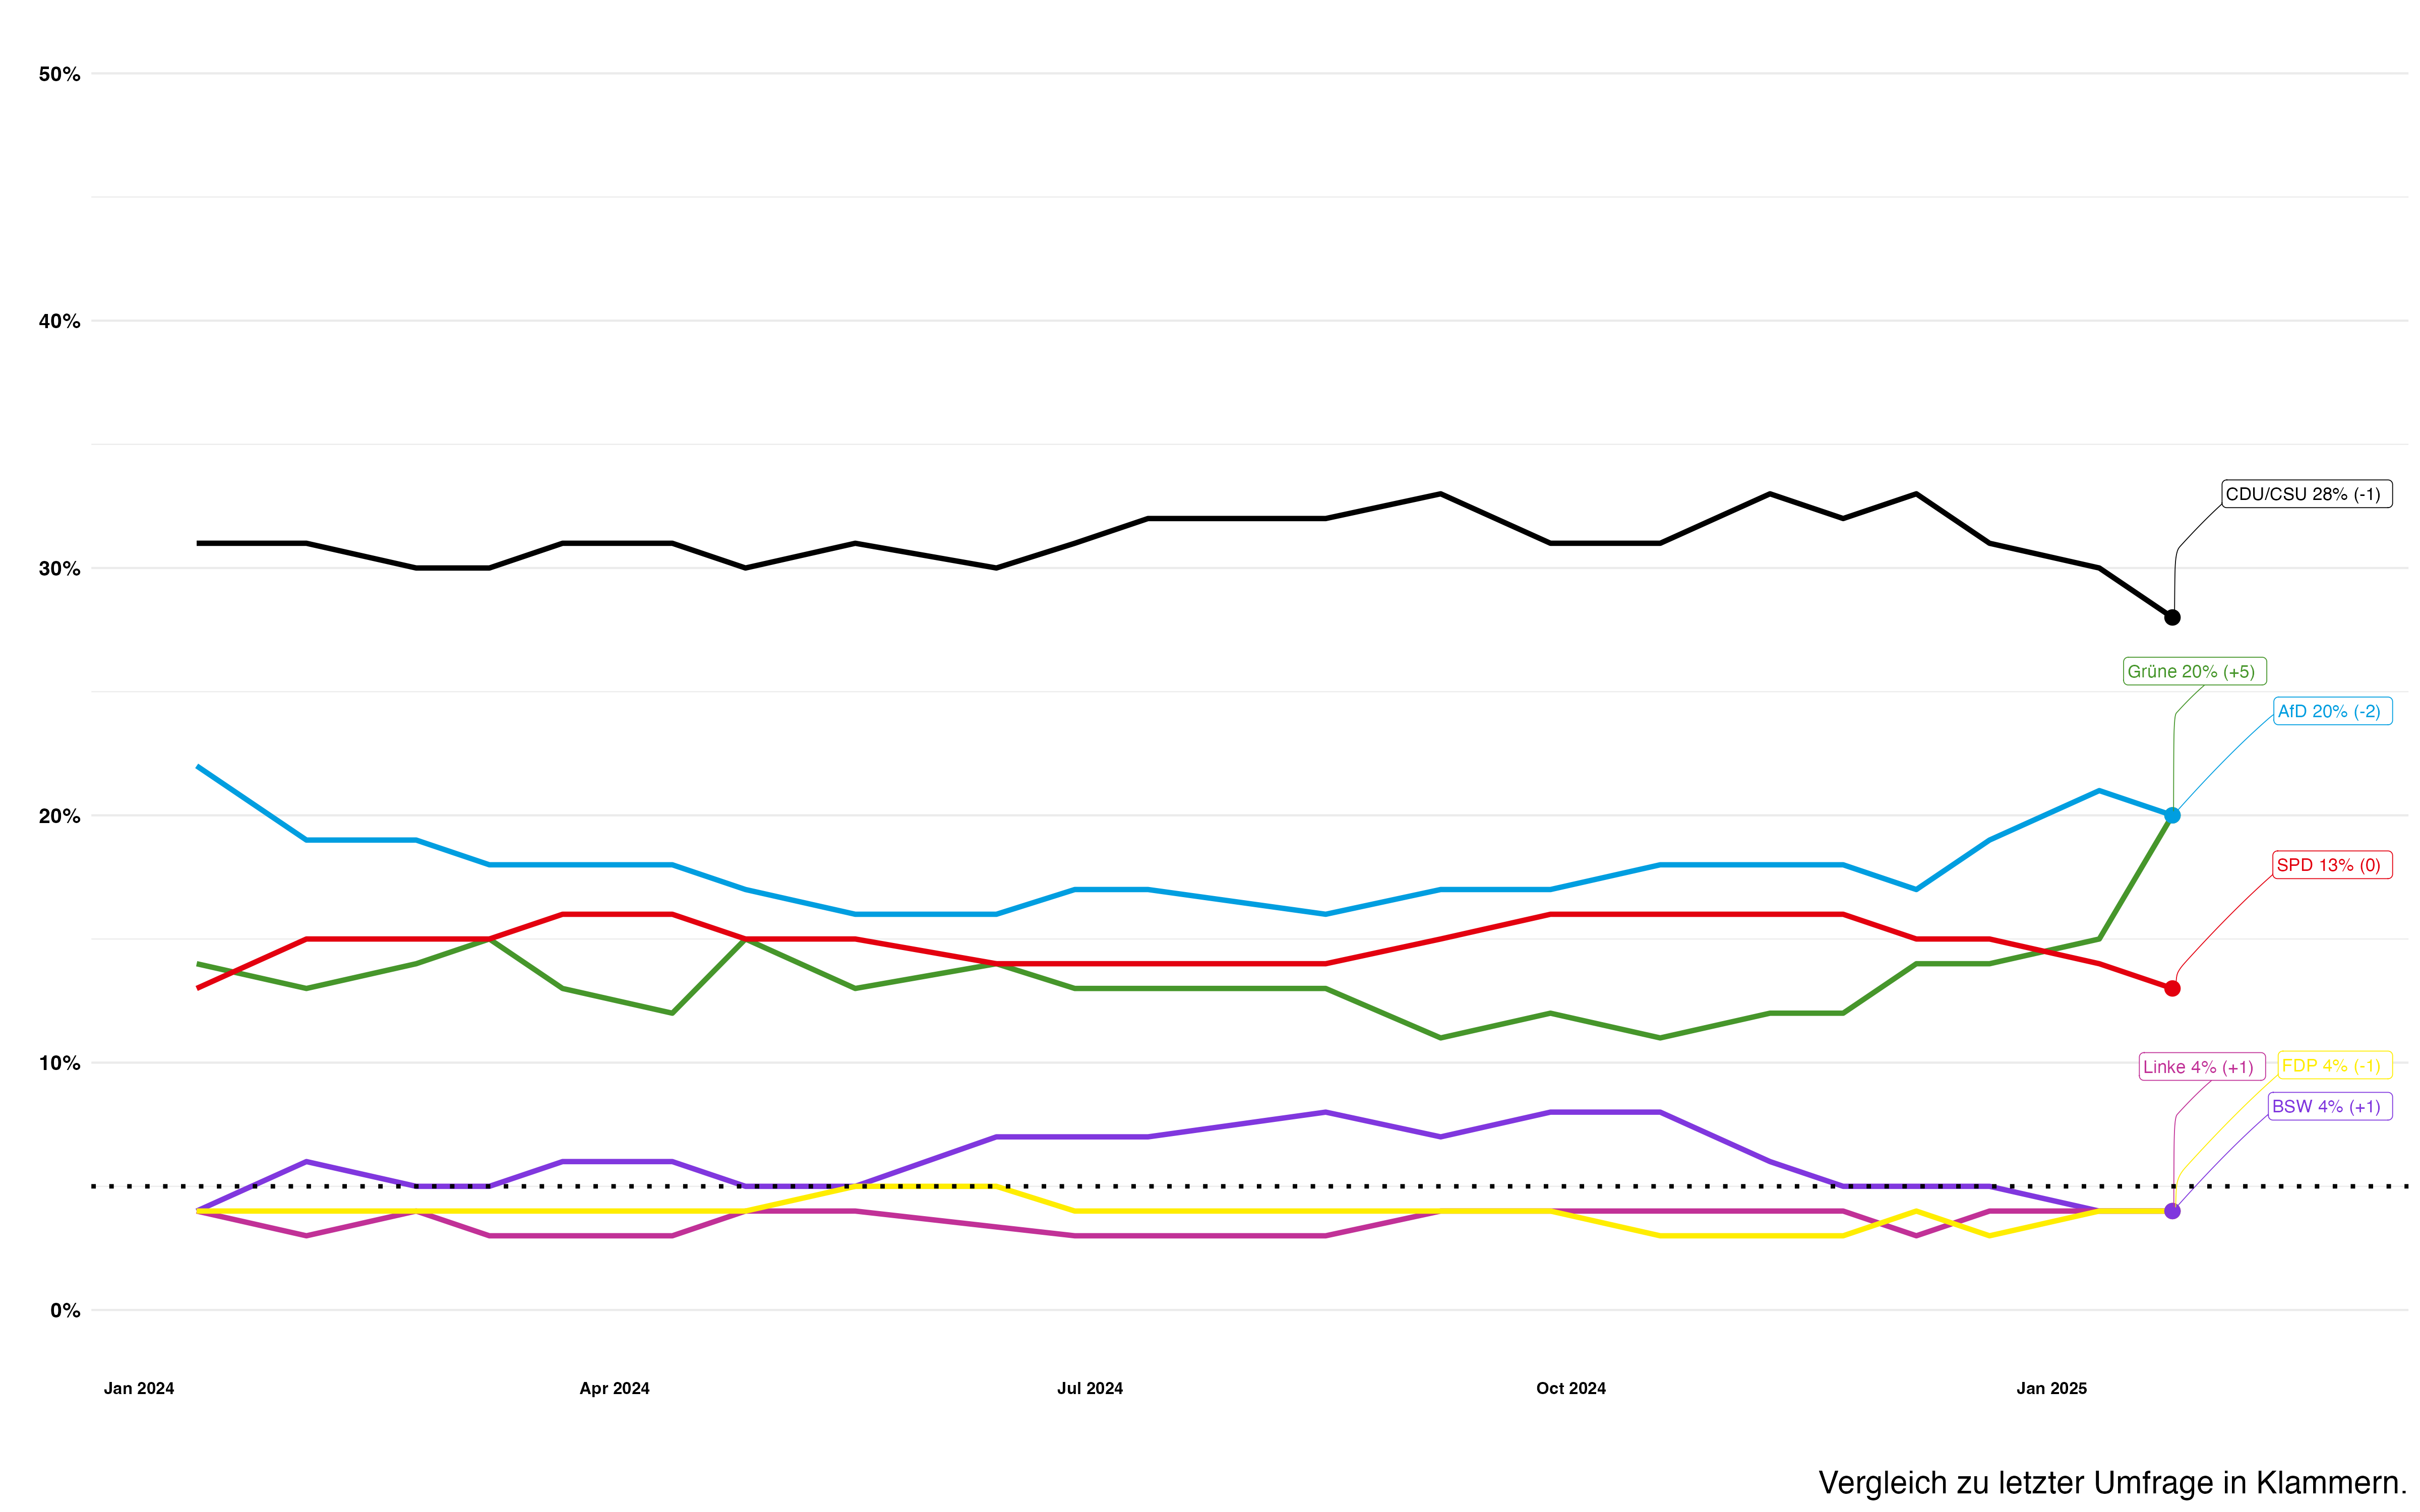 50%
40%
30%
20%
10%
0%
CDU/CSU 28% (-1)
Grüne 20% (+5)
AfD 20% (-2)
SPD 13% (0)
Linke 4% (+1)
FDP 4% (-1)
BSW 4% (+1)
Jan 2024
Apr 2024
Jul 2024
Oct 2024
Jan 2025
Vergleich zu letzter Umfrage in Klammern.